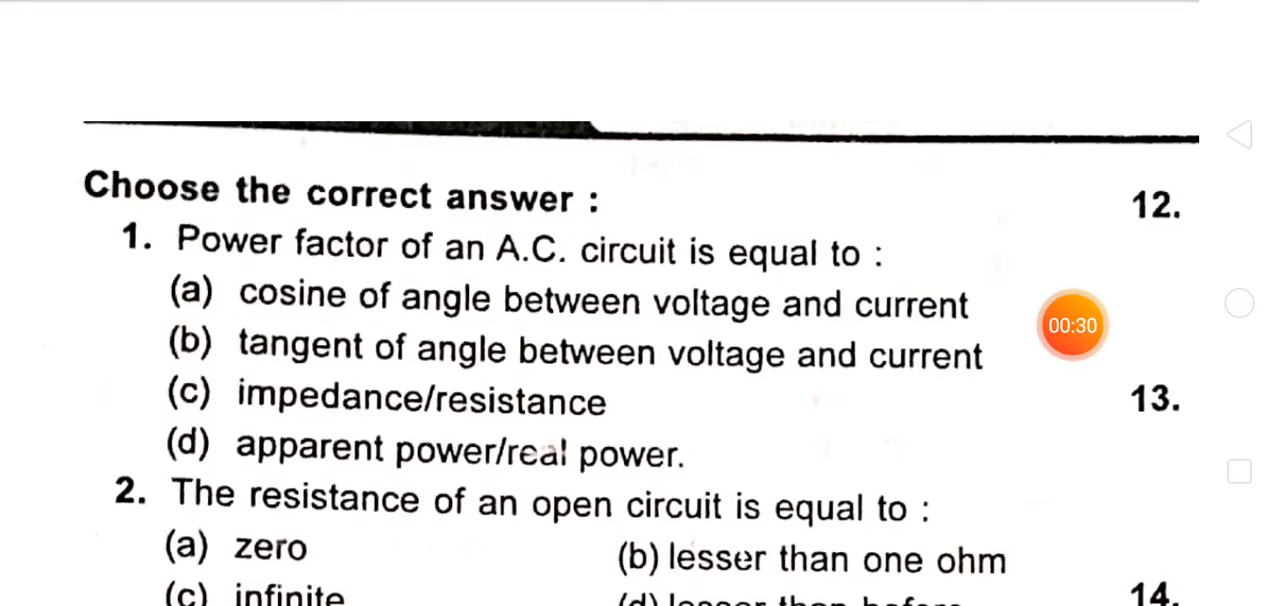 Choose the correct answer :
12.
1. Power factor of an A.C. circuit is equal to :
(a) cosine of angle between voltage and current
00:30
(b) tangent of angle between voltage and current
(c) impedance/resistance
13.
(d) apparent power/real power.
2. The resistance of an open circuit is equal to :
(a) zero
(b) lesser than one ohm
(c) infinite
14.